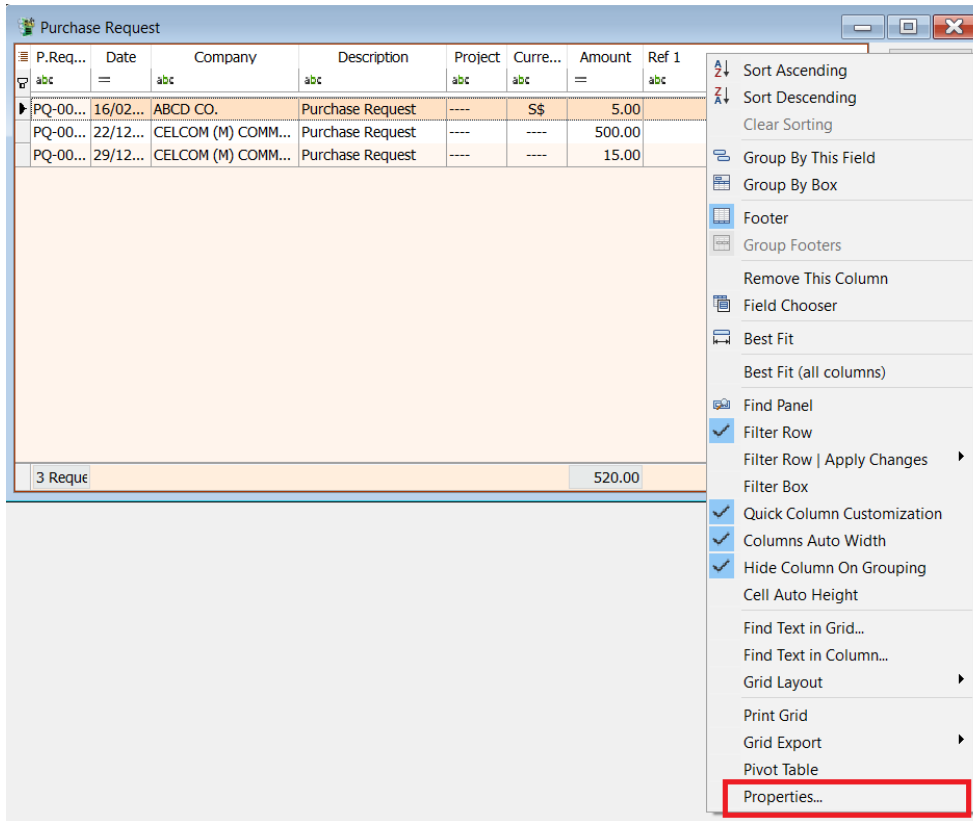 Purchase Request
P.Req... Date Company Description Project Curre... Amount Ref 1
abc = abc abc abc abc = abc
PQ-00... 16/02... ABCD CO. Purchase Request ---- S$ 5.00
PQ-00... 22/12... CELCOM (M) COMM... Purchase Request ---- ---- 500.00
PQ-00... 29/12... CELCOM (M) COMM... Purchase Request ---- ---- 15.00
3 Reque 520.00
Sort Ascending
Sort Descending
Clear Sorting
Group By This Field
Group By Box
Footer
Group Footers
Remove This Column
Field Chooser
Best Fit
Best Fit (all columns)
Find Panel
Filter Row
Filter Row | Apply Changes
Filter Box
Quick Column Customization
Columns Auto Width
Hide Column On Grouping
Cell Auto Height
Find Text in Grid...
Find Text in Column...
Grid Layout
Print Grid
Grid Export
Pivot Table
Properties...